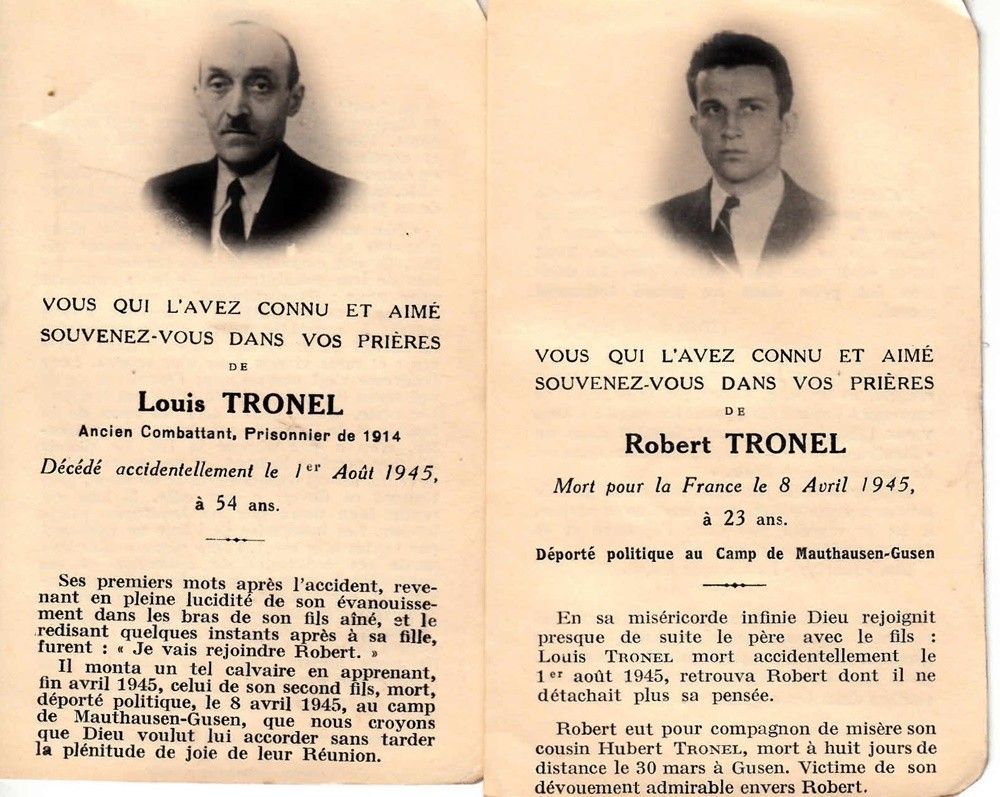 VOUS QUI L'AVEZ CONNU ET AIMÉ
SOUVENEZ-VOUS DANS VOS PRIÈRES
DE
Louis TRONEL
Ancien Combattant, Prisonnier de 1914
Décédé accidentellement le 1er Août 1945,
à 54 ans.
Ses premiers mots après l'accident, reve-
nant en pleine lucidité de son évanouisse-
ment dans les bras de son fils aîné, et le
redisant quelques instants après à sa fille,
furent : « Je vais rejoindre Robert. »
Il monta un tel calvaire en apprenant,
fin avril 1945, celui de son second fils, mort,
déporté politique, le 8 avril 1945, au camp
de Mauthausen-Gusen, que nous croyons
que Dieu voulut lui accorder sans tarder
la plénitude de joie de leur Réunion.
VOUS QUI L'AVEZ CONNU ET AIMÉ
SOUVENEZ-VOUS DANS VOS PRIÈRES
DE
Robert TRONEL
Mort pour la France le 8 Avril 1945,
à 23 ans.
Déporté politique au Camp de Mauthausen-Gusen
En sa miséricorde infinie Dieu rejoignit
presque de suite le père avec le fils :
Louis TRONEL mort accidentellement le
1er août 1945, retrouva Robert dont il ne
détachait plus sa pensée.
Robert eut pour compagnon de misère son
cousin Hubert TRONEL, mort à huit jours de
distance le 30 mars à Gusen. Victime de son
dévouement admirable envers Robert.